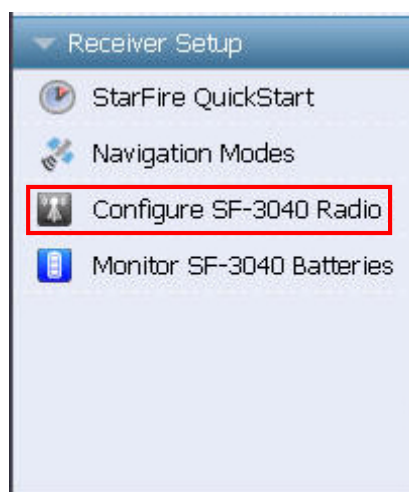 Receiver Setup
StarFire QuickStart
Navigation Modes
Configure SF-3040 Radio
Monitor SF-3040 Batteries